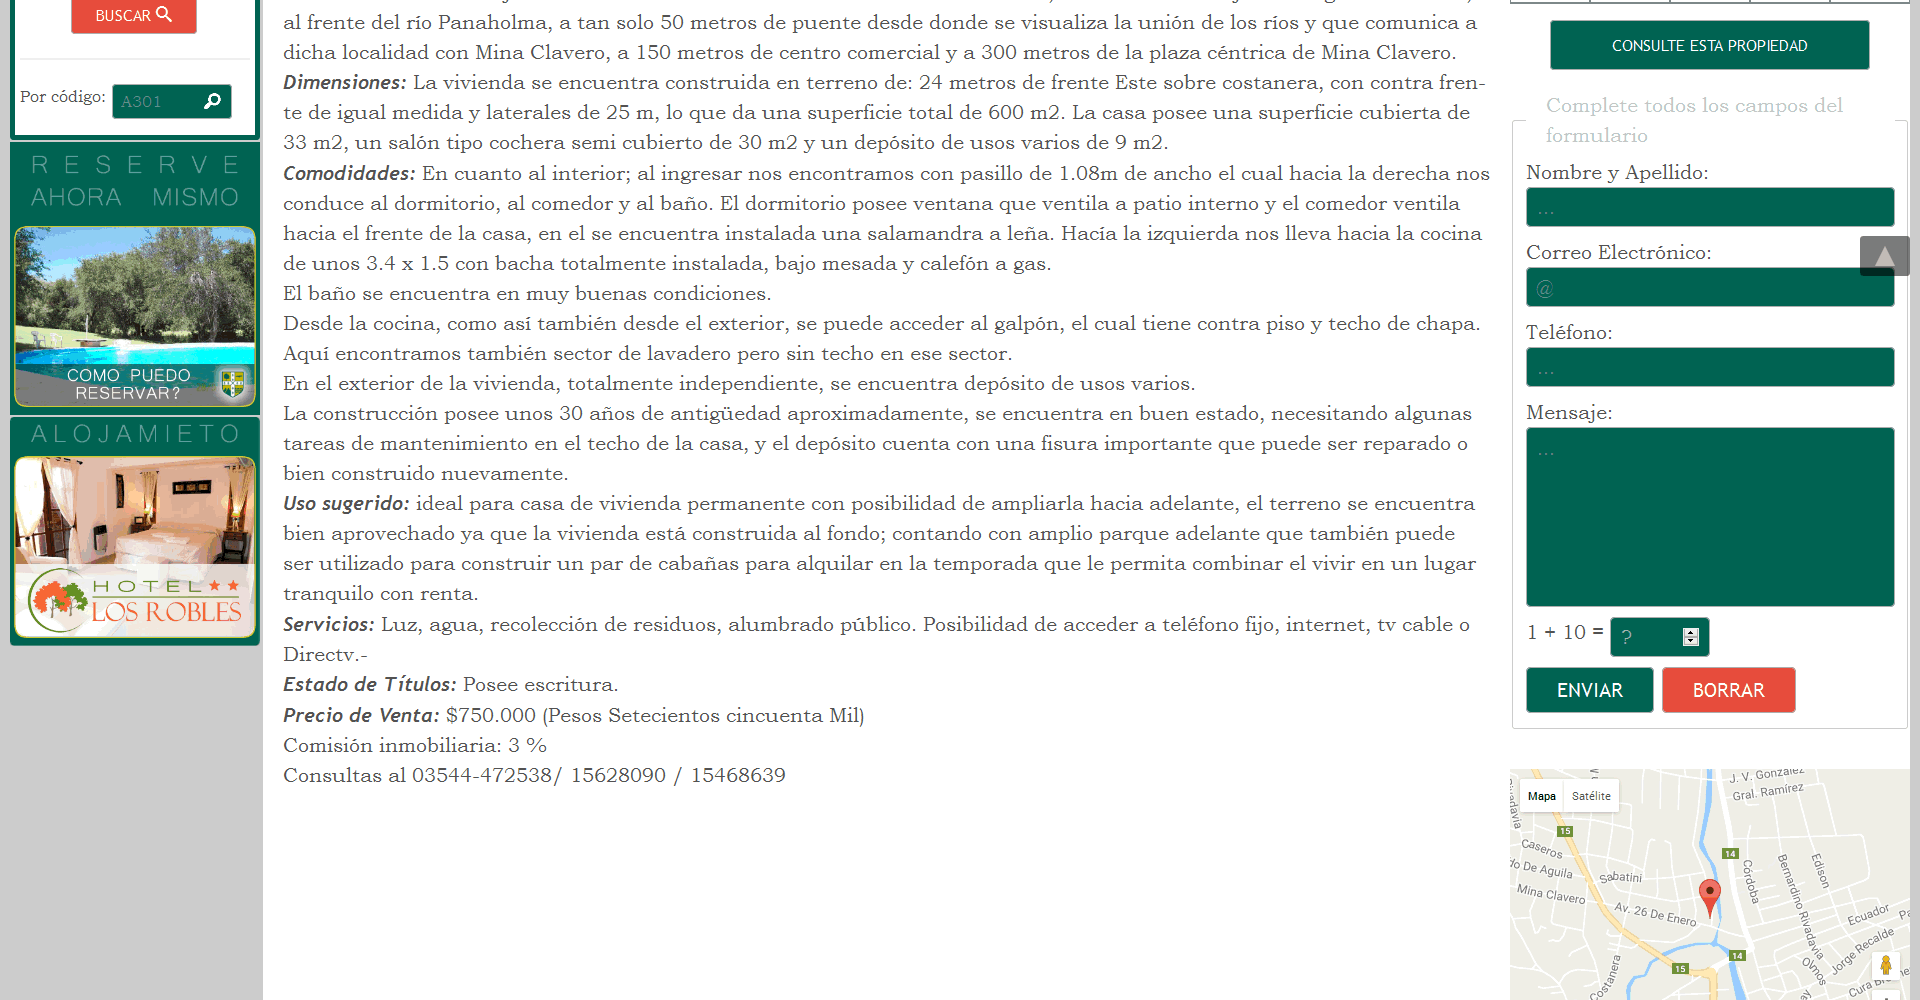 BUSCAR
Por código: A301
RESERVE
AHORA MISMO
COMO PUEDO
RESERVAR?
ALOJAMIETO
HOTEL
LOS ROBLES
al frente del río Panaholma, a tan solo 50 metros de puente desde donde se visualiza la unión de los ríos y que comunica a
dicha localidad con Mina Clavero, a 150 metros de centro comercial y a 300 metros de la plaza céntrica de Mina Clavero.
Dimensiones: La vivienda se encuentra construida en terreno de: 24 metros de frente Este sobre costanera, con contra fren-
te de igual medida y laterales de 25 m, lo que da una superficie total de 600 m2. La casa posee una superficie cubierta de
33 m2, un salón tipo cochera semi cubierto de 30 m2 y un depósito de usos varios de 9 m2.
Comodidades: En cuanto al interior; al ingresar nos encontramos con pasillo de 1.08m de ancho el cual hacia la derecha nos
conduce al dormitorio, al comedor y al baño. El dormitorio posee ventana que ventila a patio interno y el comedor ventila
hacia el frente de la casa, en el se encuentra instalada una salamandra a leña. Hacía la izquierda nos lleva hacia la cocina
de unos 3.4 x 1.5 con bacha totalmente instalada, bajo mesada y calefón a gas.
El baño se encuentra en muy buenas condiciones.
Desde la cocina, como así también desde el exterior, se puede acceder al galpón, el cual tiene contra piso y techo de chapa.
Aquí encontramos también sector de lavadero pero sin techo en ese sector.
En el exterior de la vivienda, totalmente independiente, se encuentra depósito de usos varios.
La construcción posee unos 30 años de antigüedad aproximadamente, se encuentra en buen estado, necesitando algunas
tareas de mantenimiento en el techo de la casa, y el depósito cuenta con una fisura importante que puede ser reparado o
bien construido nuevamente.
Uso sugerido: ideal para casa de vivienda permanente con posibilidad de ampliarla hacia adelante, el terreno se encuentra
bien aprovechado ya que la vivienda está construida al fondo; contando con amplio parque adelante que también puede
ser utilizado para construir un par de cabañas para alquilar en la temporada que le permita combinar el vivir en un lugar
tranquilo con renta.
Servicios: Luz, agua, recolección de residuos, alumbrado público. Posibilidad de acceder a teléfono fijo, internet, tv cable o
Directv.-
Estado de Títulos: Posee escritura.
Precio de Venta: $750.000 (Pesos Setecientos cincuenta Mil)
Comisión inmobiliaria: 3 %
Consultas al 03544-472538/ 15628090 / 15468639
CONSULTE ESTA PROPIEDAD
Complete todos los campos del
formulario
Nombre y Apellido:
...
Correo Electrónico:
@
Teléfono:
...
Mensaje:
...
1 + 10 = ?
ENVIAR BORRAR
Mapa Satélite
J. V. González
Gral. Ramírez
Rivadavia
15
Caseros
14
Sabatini
Mina Clavero
Av. 26 De Enero
Córdoba
Bernardino Rivadavia
Edison
Ecuador
Jorge Recalde
Olmos
14
15
Costanera